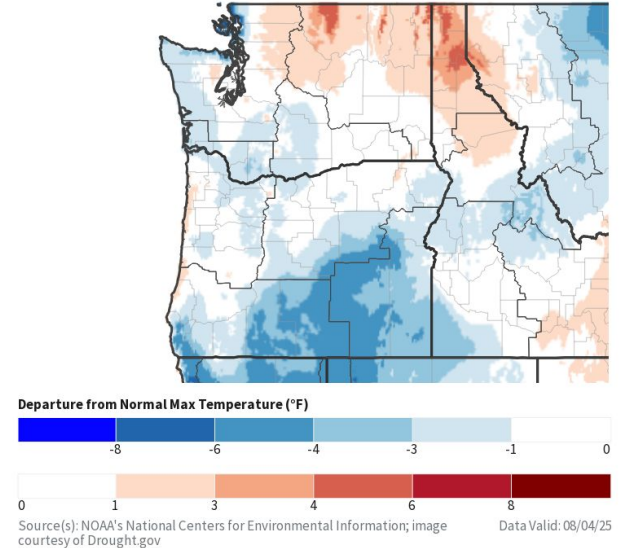 Departure from Normal Max Temperature (°F)
-8 -6 -4 -3 -1 0
0 1 3 4 6 8
Source(s): NOAA's National Centers for Environmental Information; image Data Valid: 08/04/25
courtesy of Drought.gov